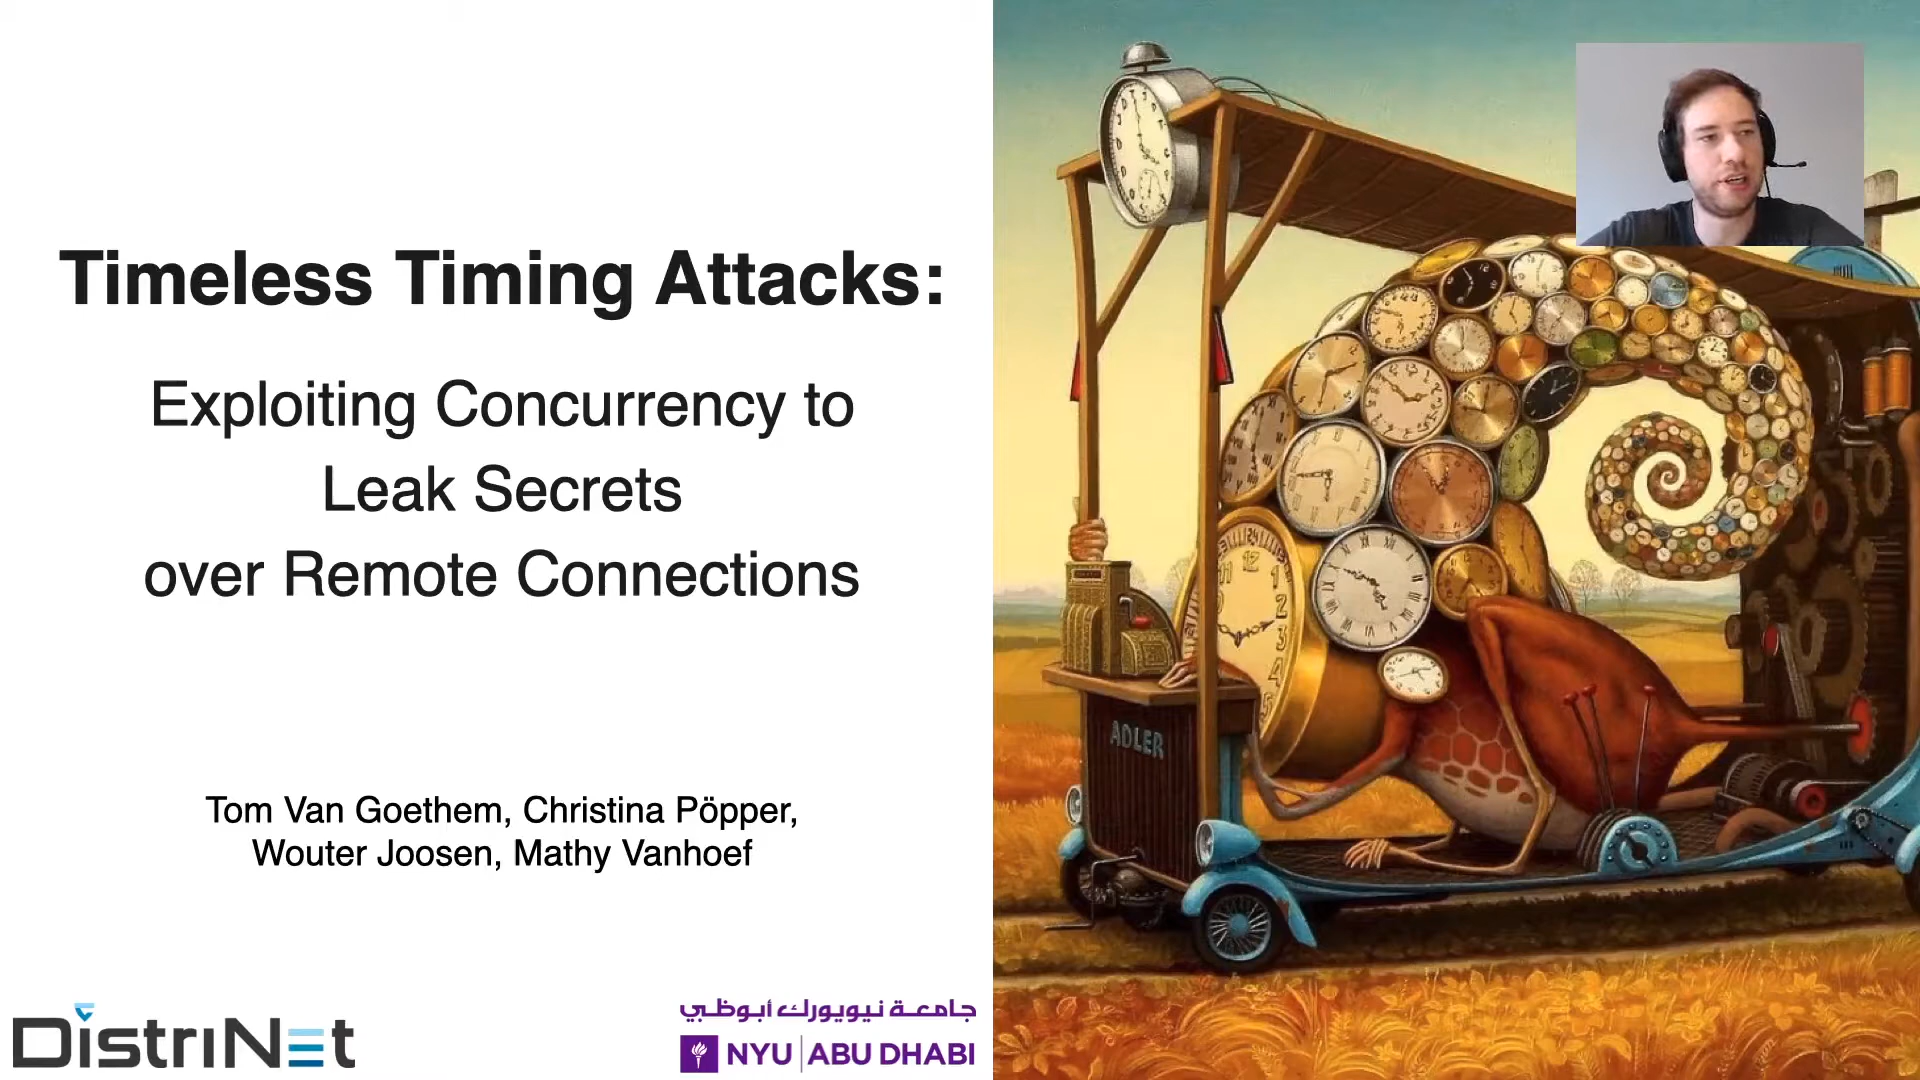 Timeless Timing Attacks:
Exploiting Concurrency to
Leak Secrets
over Remote Connections
Tom Van Goethem, Christina Pöpper,
Wouter Joosen, Mathy Vanhoef
DistriNet
جامعـة نيويورك أبوظبي
NYU ABU DHABI
ADLER